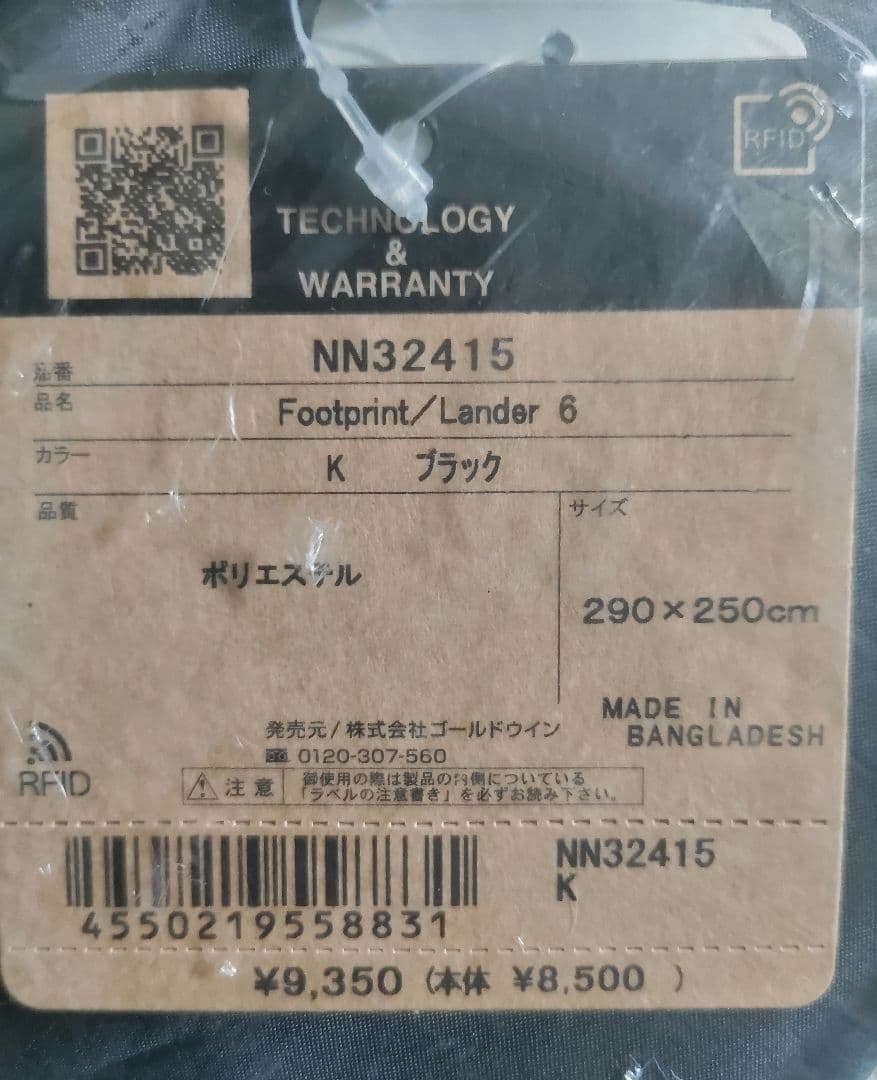 RFID
TECHNOLOGY
&
WARRANTY
品番 NN32415
品名 Footprint/Lander 6
カラー K ブラック
品質
サイズ
ポリエステル
290×250cm
MADE IN
BANGLADESH
発売元/株式会社ゴールドウイン
0120-307-560
RFID
注意
御使用の際は製品の内側についている
「ラベルの注意書き」を必ずお読み下さい。
NN32415
K
4550219558831
¥9,350 (本体 ¥8,500 )